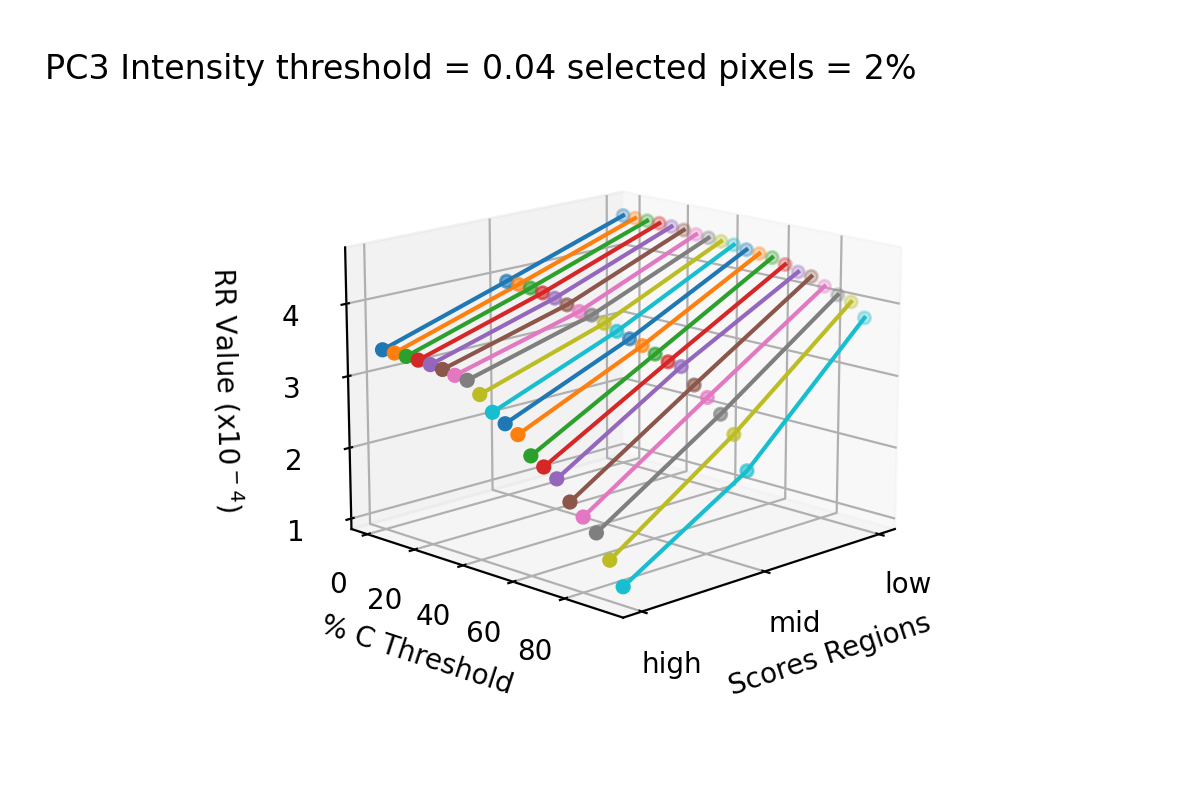 PC3 Intensity threshold = 0.04 selected pixels = 2%
RR Value (x10⁻⁴)
4
3
2
1
0
20
40
60
80
% C Threshold
high
mid
low
Scores Regions